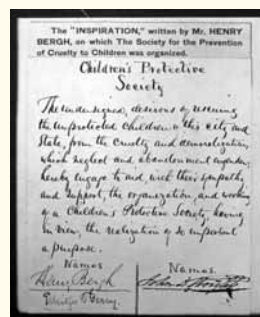 The "INSPIRATION," written by Mr. HENRY
BERGH, on which The Society for the Prevention
of Cruelty to Children was organized.
Children's Protective
Society
The undersigned, desirous of rescuing
the unprotected children of this city and
State, from the cruelty and demoralization
which neglect and abandonment engender;
hereby engage to aid, with their sympathy
and support, the organization, and working
of a Children's Protective Society, having
in view, the realization of so important
a purpose.
Names
Names
Henry Bergh
Elbridge T. Gerry
John D. Wright